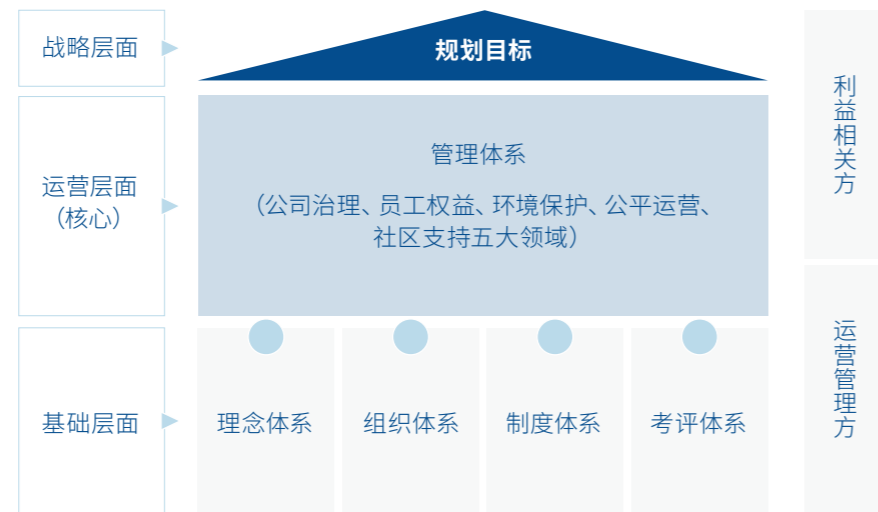 战略层面
规划目标
运营层面
（核心）
管理体系
（公司治理、员工权益、环境保护、公平运营、
社区支持五大领域）
基础层面
理念体系
组织体系
制度体系
考评体系
利益相关方
运营管理方